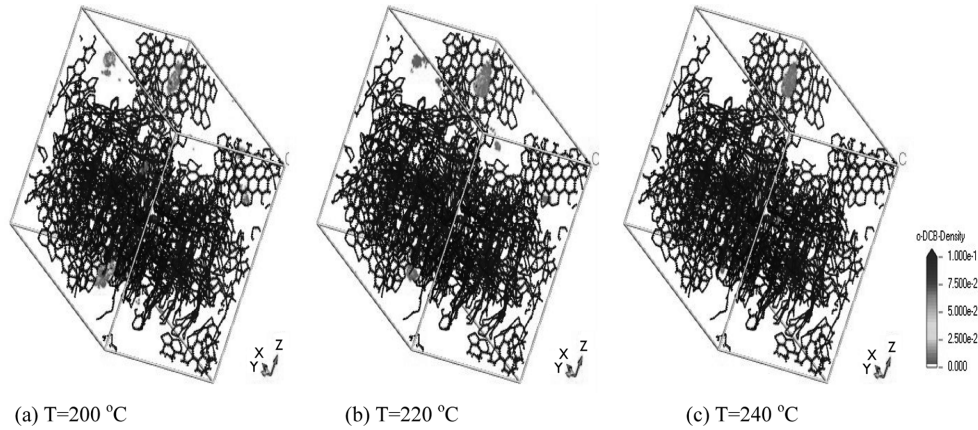 C
X
Y
Z
X
Y
Z
C
X
Y
Z
o-DCB-Density
1.000e-1
7.500e-2
5.000e-2
2.500e-2
0.000
(a) T=200 °C
(b) T=220 °C
(c) T=240 °C